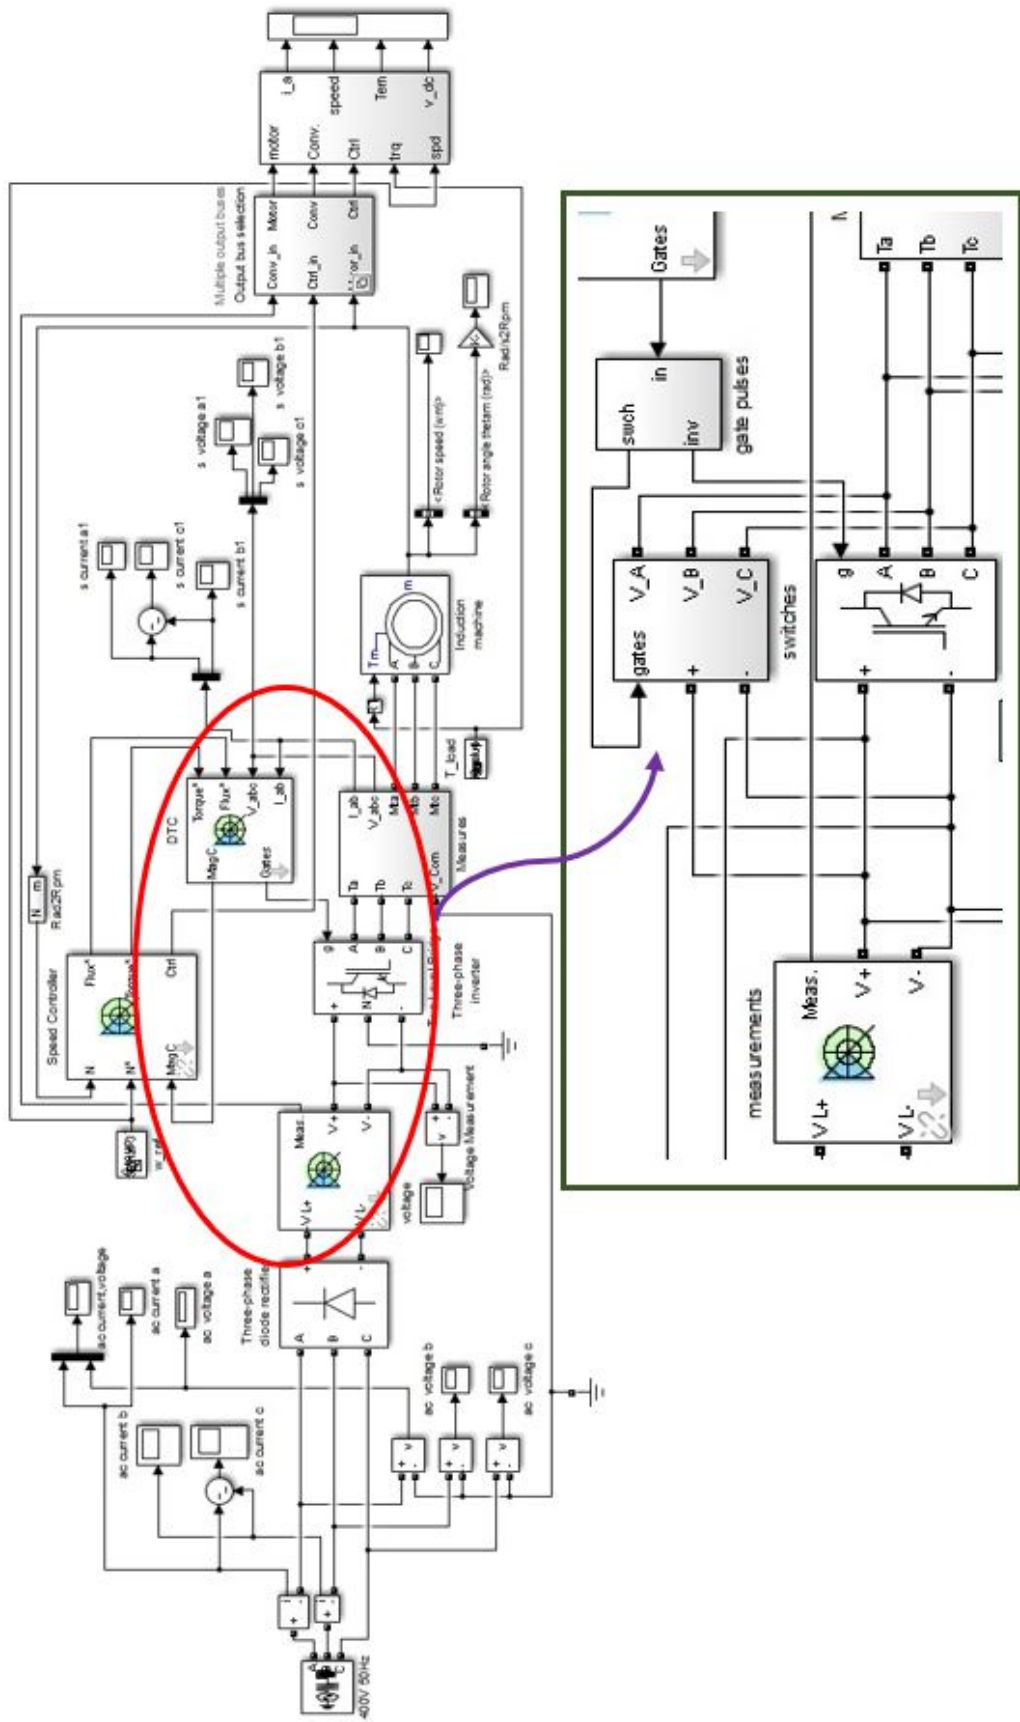 400V 50Hz
A
B
C
+ i
-
+ i
-
ac current b
ac current c
ac current,voltage
ac current a
ac voltage a
+ v
-
+ v
-
+ v
-
ac voltage b
ac voltage c
Three-phase
diode rectifier
A
B
C
+
-
V L+
V L-
Meas.
V+
V-
v +
-
Voltage Measurement
voltage
w_ref
Speed Controller
N
N*
MagC
Flux*
Torque*
Ctrl
N m
Rad2Rpm
DTC
MagC
Gates
Torque*
Flux*
V_abc
I_ab
Three-phase
inverter
g
+
N
-
A
B
C
Measures
Ta
Tb
Tc
V_Com
I_ab
V_abc
Mta
Mtb
Mtc
T_load
Induction
machine
Tm
A
B
C
m
s current a1
s current c1
s current b1
s voltage a1
s voltage b1
s voltage c1
<Rotor speed (wm)>
<Rotor angle thetam (rad)>
K-
Rad/s2Rpm
Multiple output buses
Output bus selection
Conv_in
Ctrl_in
Motor
Conv
Ctrl
motor
Conv.
Ctrl
trq
spd
i_a
speed
Tem
v_dc
measurements
V L+
V L-
Meas.
V+
V-
switches
gates
+
-
V_A
V_B
V_C
gate pulses
swch
inv
in
Gates
g
+
-
A
B
C
Ta
Tb
Tc